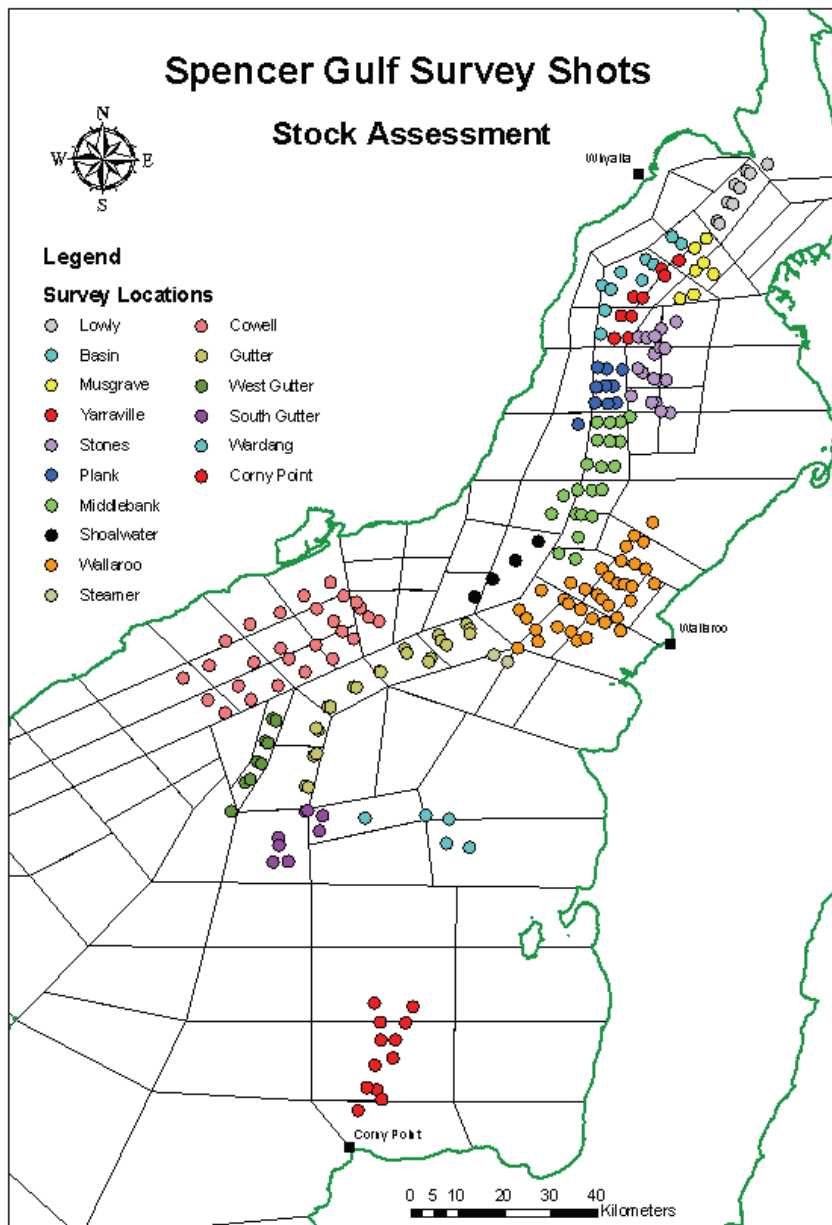 Spencer Gulf Survey Shots
Stock Assessment
N
W E
S
Whyalla
Legend
Survey Locations
Lowly
Basin
Musgrave
Yarraville
Stones
Plank
Middlebank
Shoalwater
Wallaroo
Steamer
Cowell
Gutter
West Gutter
South Gutter
Wardang
Corny Point
Wallaroo
Corny Point
0 5 10 20 30 40
Kilometers